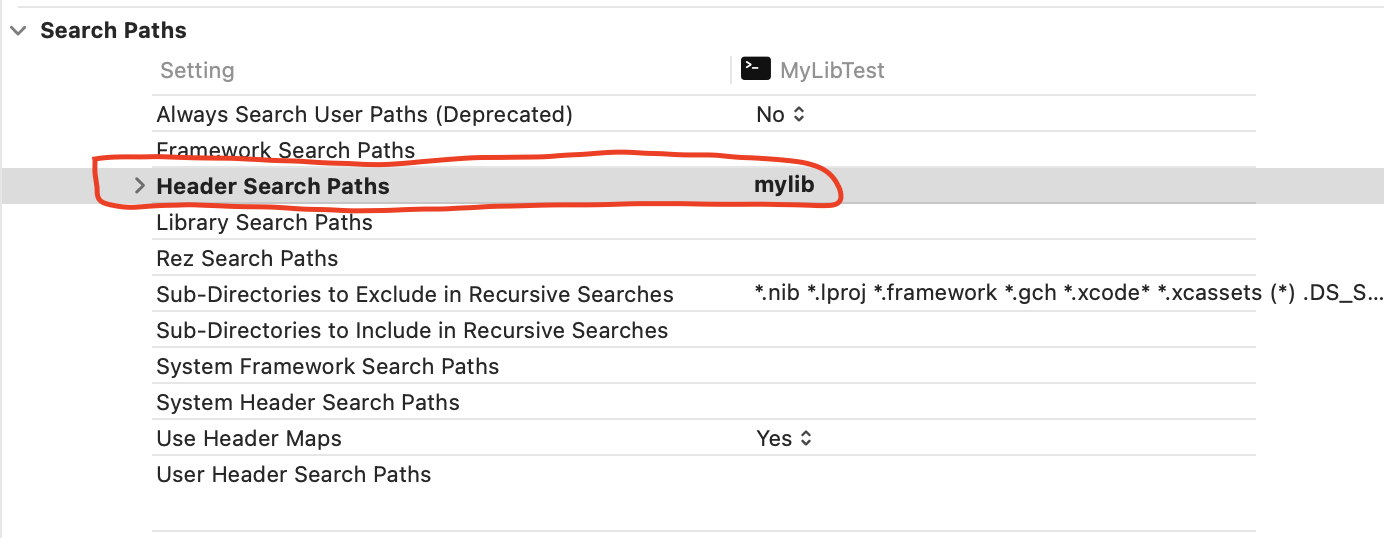 Search Paths
Setting MyLibTest
Always Search User Paths (Deprecated) No
Framework Search Paths
Header Search Paths mylib
Library Search Paths
Rez Search Paths
Sub-Directories to Exclude in Recursive Searches *.nib *.lproj *.framework *.gch *.xcode* *.xcassets (*) .DS_S...
Sub-Directories to Include in Recursive Searches
System Framework Search Paths
System Header Search Paths
Use Header Maps Yes
User Header Search Paths